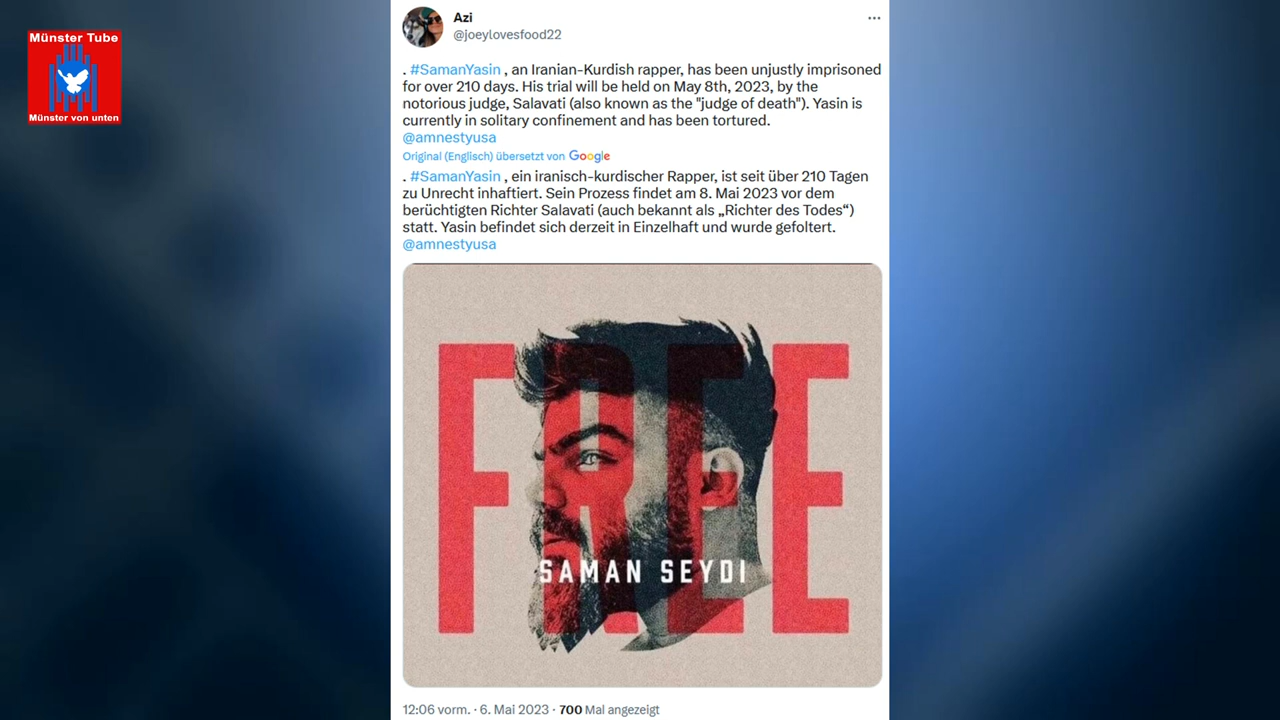 Münster Tube
Münster von unten
Azi
@joeylovesfood22
. #SamanYasin , an Iranian-Kurdish rapper, has been unjustly imprisoned
for over 210 days. His trial will be held on May 8th, 2023, by the
notorious judge, Salavati (also known as the "judge of death"). Yasin is
currently in solitary confinement and has been tortured.
@amnestyusa
Original (Englisch) übersetzt von Google
. #SamanYasin , ein iranisch-kurdischer Rapper, ist seit über 210 Tagen
zu Unrecht inhaftiert. Sein Prozess findet am 8. Mai 2023 vor dem
berüchtigten Richter Salavati (auch bekannt als „Richter des Todes“)
statt. Yasin befindet sich derzeit in Einzelhaft und wurde gefoltert.
@amnestyusa
FREE
SAMAN SEYDI
12:06 vorm. · 6. Mai 2023 · 700 Mal angezeigt